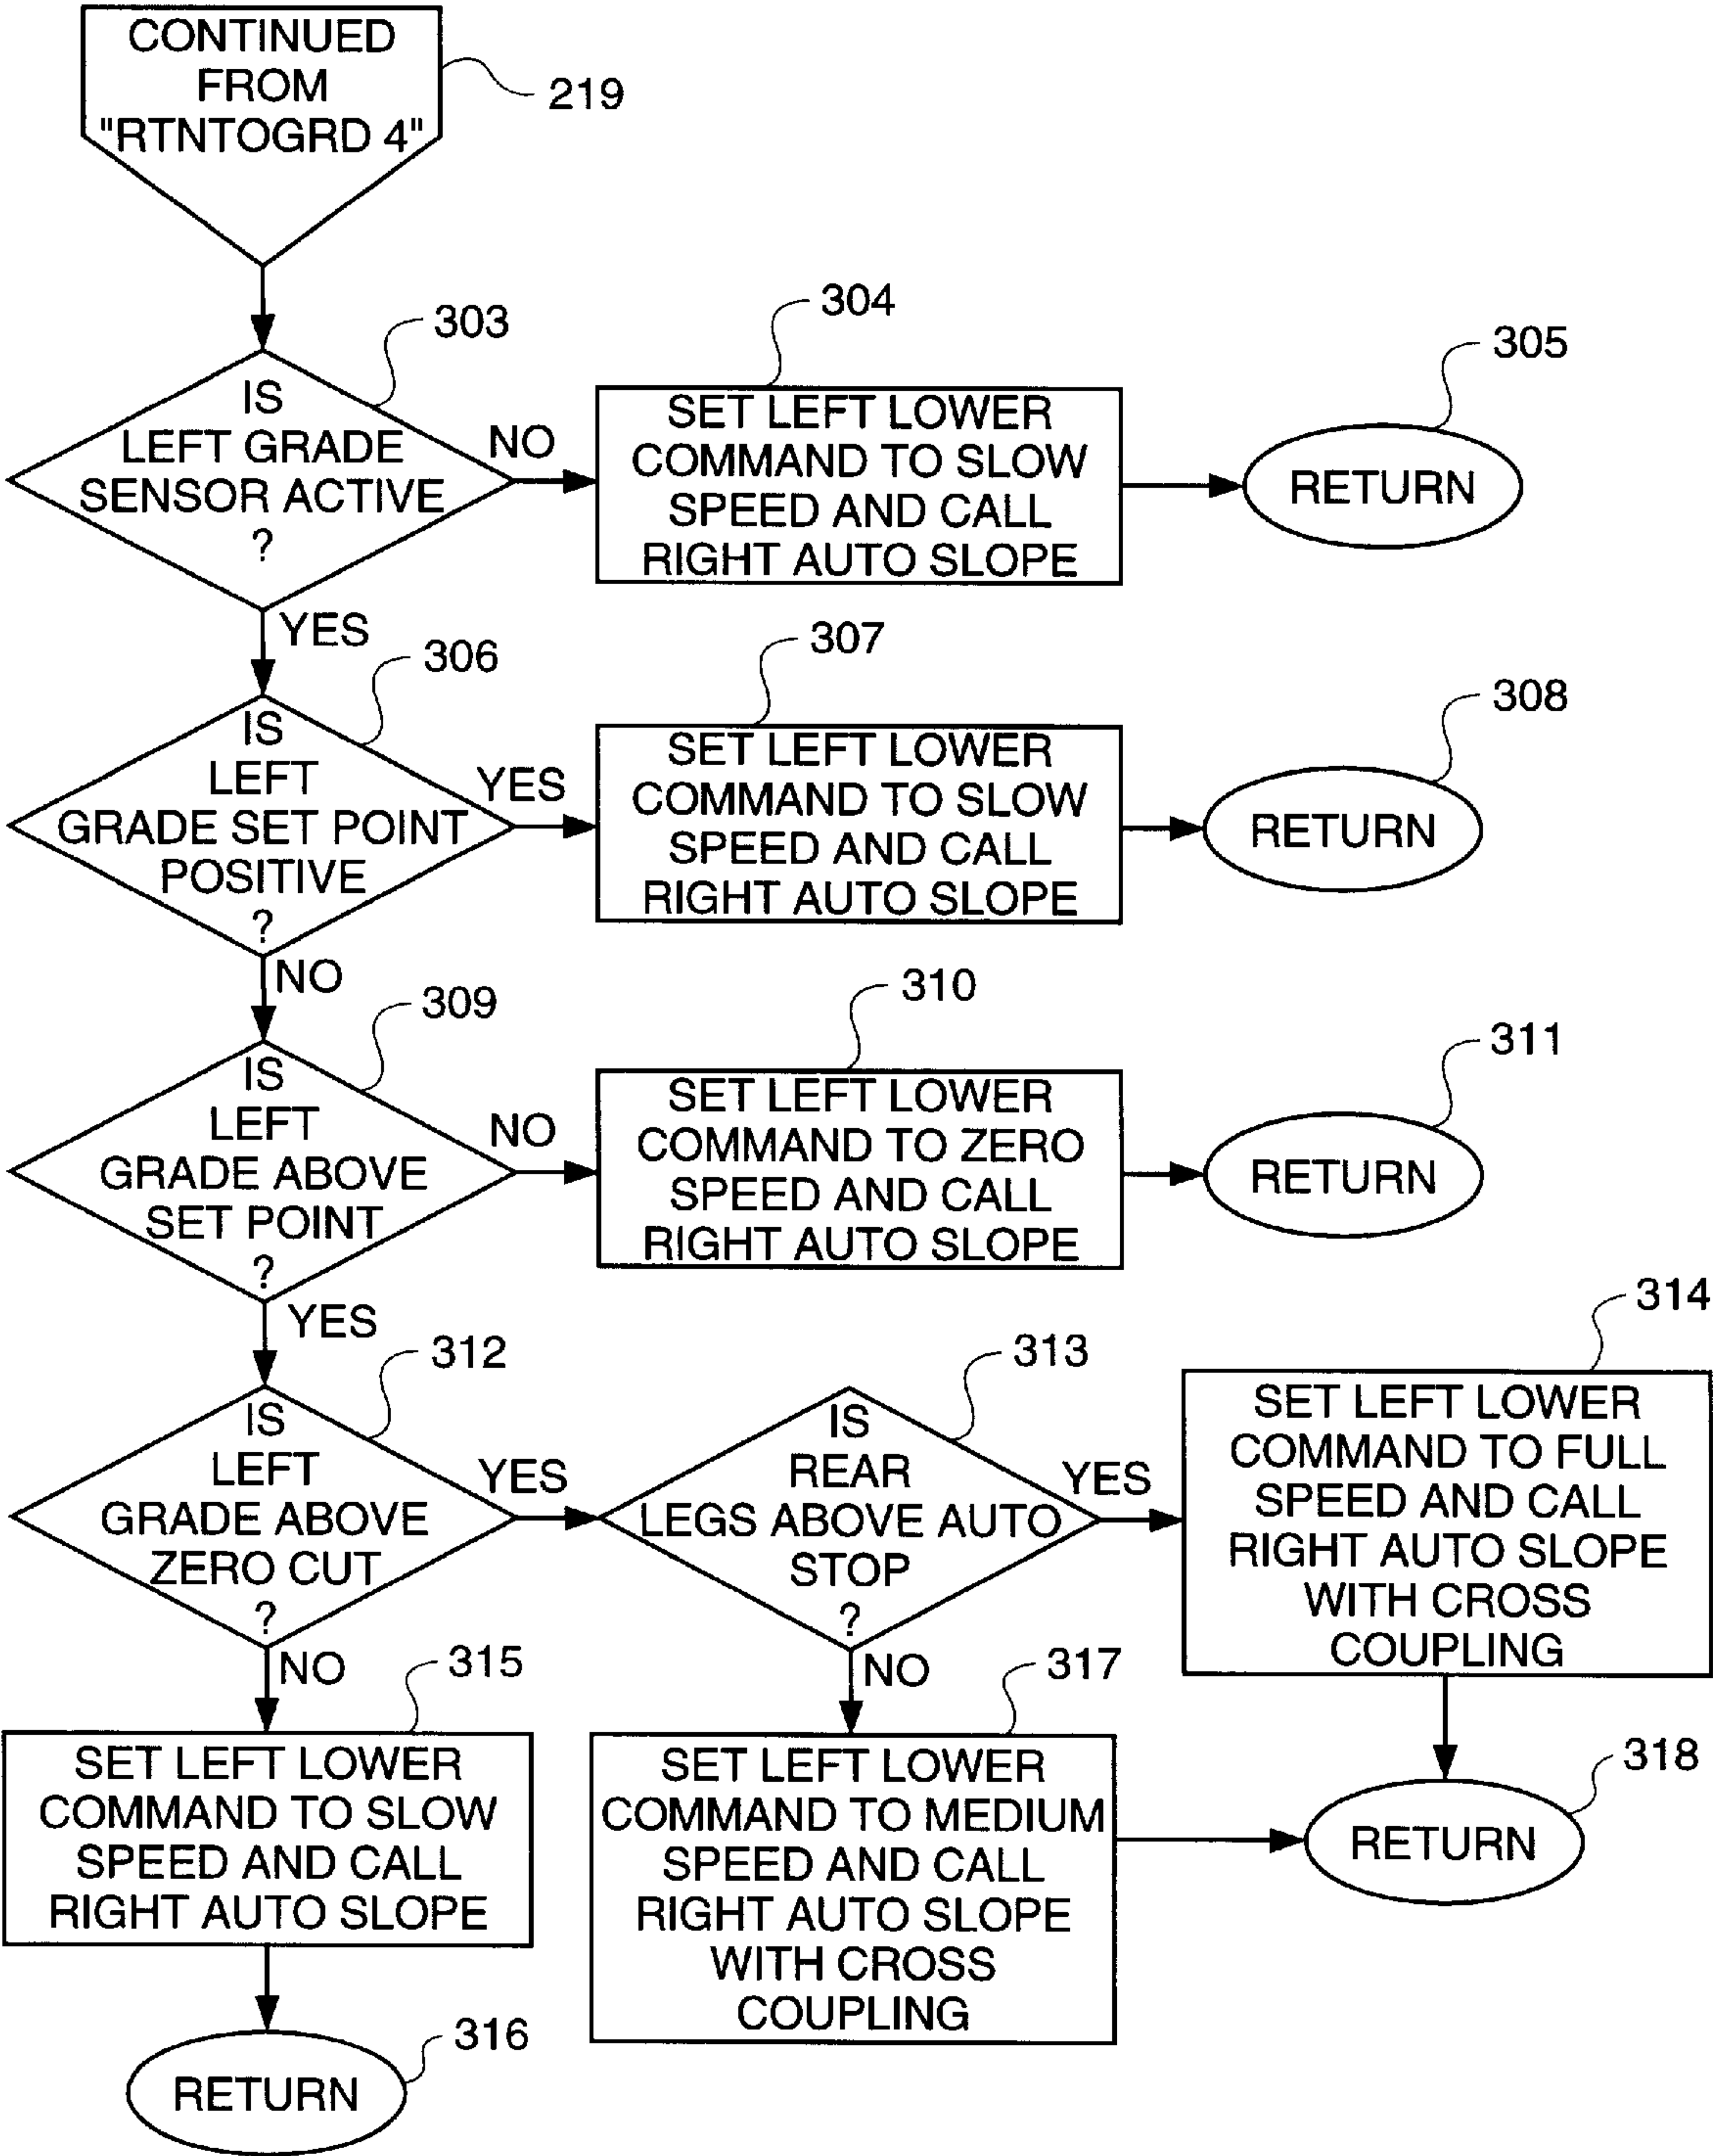 CONTINUED
FROM
"RTNTOGRD 4"
219
303
IS
LEFT GRADE
SENSOR ACTIVE
?
NO
304
SET LEFT LOWER
COMMAND TO SLOW
SPEED AND CALL
RIGHT AUTO SLOPE
305
RETURN
YES
306
IS
LEFT
GRADE SET POINT
POSITIVE
?
YES
307
SET LEFT LOWER
COMMAND TO SLOW
SPEED AND CALL
RIGHT AUTO SLOPE
308
RETURN
NO
309
IS
LEFT
GRADE ABOVE
SET POINT
?
NO
310
SET LEFT LOWER
COMMAND TO ZERO
SPEED AND CALL
RIGHT AUTO SLOPE
311
RETURN
YES
312
IS
LEFT
GRADE ABOVE
ZERO CUT
?
YES
313
IS
REAR
LEGS ABOVE AUTO
STOP
?
YES
314
SET LEFT LOWER
COMMAND TO FULL
SPEED AND CALL
RIGHT AUTO SLOPE
WITH CROSS
COUPLING
NO
315
SET LEFT LOWER
COMMAND TO SLOW
SPEED AND CALL
RIGHT AUTO SLOPE
316
RETURN
NO
317
SET LEFT LOWER
COMMAND TO MEDIUM
SPEED AND CALL
RIGHT AUTO SLOPE
WITH CROSS
COUPLING
318
RETURN